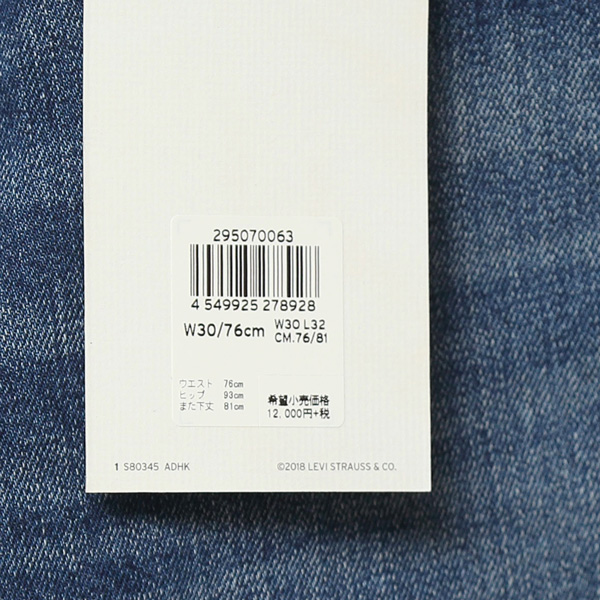 295070063
4 549925 278928
W30/76cm
W30 L32
CM.76/81
ウエスト 76cm
ヒップ 93cm
また下丈 81cm
希望小売価格
12,000円+税
1 S80345 ADHK
©2018 LEVI STRAUSS & CO.